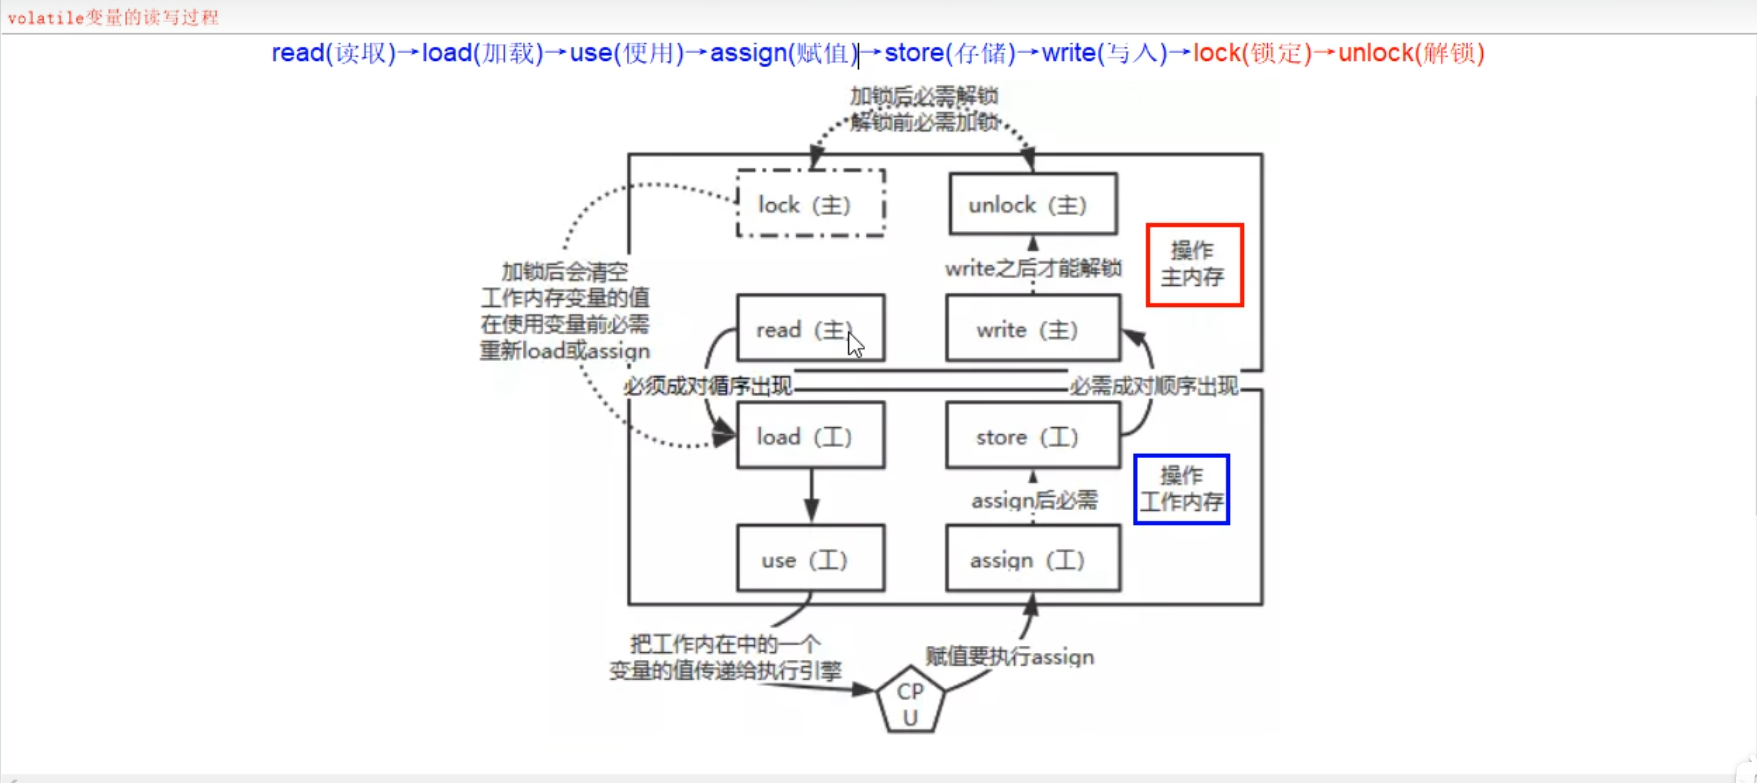 volatile变量的读写过程
read(读取)→load(加载)→use(使用)→assign(赋值)→store(存储)→write(写入)→lock(锁定)→unlock(解锁)
加锁后必需解锁
解锁前必需加锁
lock（主）
unlock（主）
操作
主内存
write之后才能解锁
加锁后会清空
工作内存变量的值
在使用变量前必需
重新load或assign
read（主）
write（主）
必须成对循序出现
必需成对顺序出现
load（工）
store（工）
操作
工作内存
assign后必需
use（工）
assign（工）
把工作内在中的一个
变量的值传递给执行引擎
赋值要执行assign
CP
U